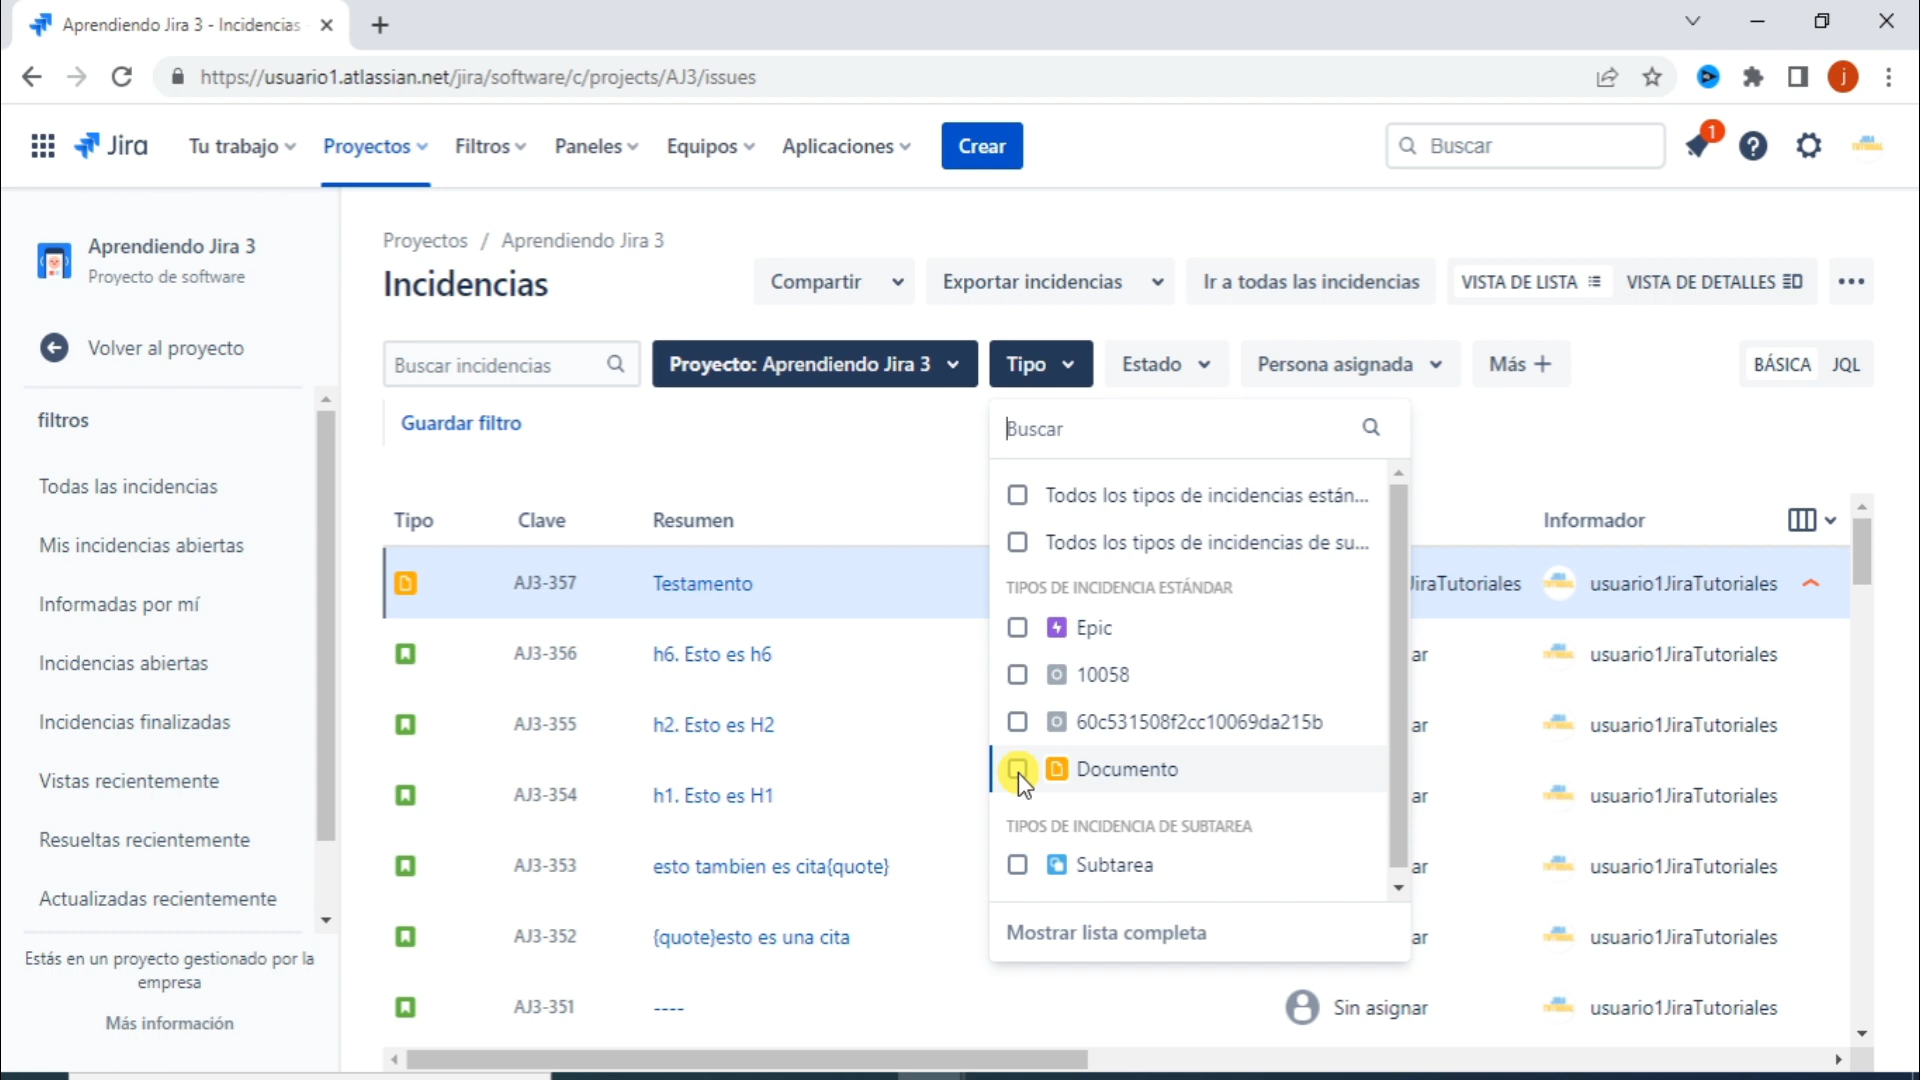 Aprendiendo Jira 3 - Incidencias
https://usuario1.atlassian.net/jira/software/c/projects/AJ3/issues
j
Jira
Tu trabajo
Proyectos
Filtros
Paneles
Equipos
Aplicaciones
Crear
Buscar
1
Aprendiendo Jira 3
Proyecto de software
Volver al proyecto
filtros
Todas las incidencias
Mis incidencias abiertas
Informadas por mí
Incidencias abiertas
Incidencias finalizadas
Vistas recientemente
Resueltas recientemente
Actualizadas recientemente
Estás en un proyecto gestionado por la
empresa
Más información
Proyectos / Aprendiendo Jira 3
Incidencias
Compartir
Exportar incidencias
Ir a todas las incidencias
VISTA DE LISTA
VISTA DE DETALLES
Buscar incidencias
Proyecto: Aprendiendo Jira 3
Tipo
Estado
Persona asignada
Más +
BÁSICA
JQL
Guardar filtro
Buscar
Todos los tipos de incidencias están...
Todos los tipos de incidencias de su...
TIPOS DE INCIDENCIA ESTÁNDAR
Epic
10058
60c531508f2cc10069da215b
Documento
TIPOS DE INCIDENCIA DE SUBTAREA
Subtarea
Mostrar lista completa
Tipo Clave Resumen Informador
AJ3-357 Testamento JiraTutoriales usuario1JiraTutoriales
AJ3-356 h6. Esto es h6 ar usuario1JiraTutoriales
AJ3-355 h2. Esto es H2 ar usuario1JiraTutoriales
AJ3-354 h1. Esto es H1 ar usuario1JiraTutoriales
AJ3-353 esto tambien es cita{quote} ar usuario1JiraTutoriales
AJ3-352 {quote}esto es una cita ar usuario1JiraTutoriales
AJ3-351 ---- Sin asignar usuario1JiraTutoriales